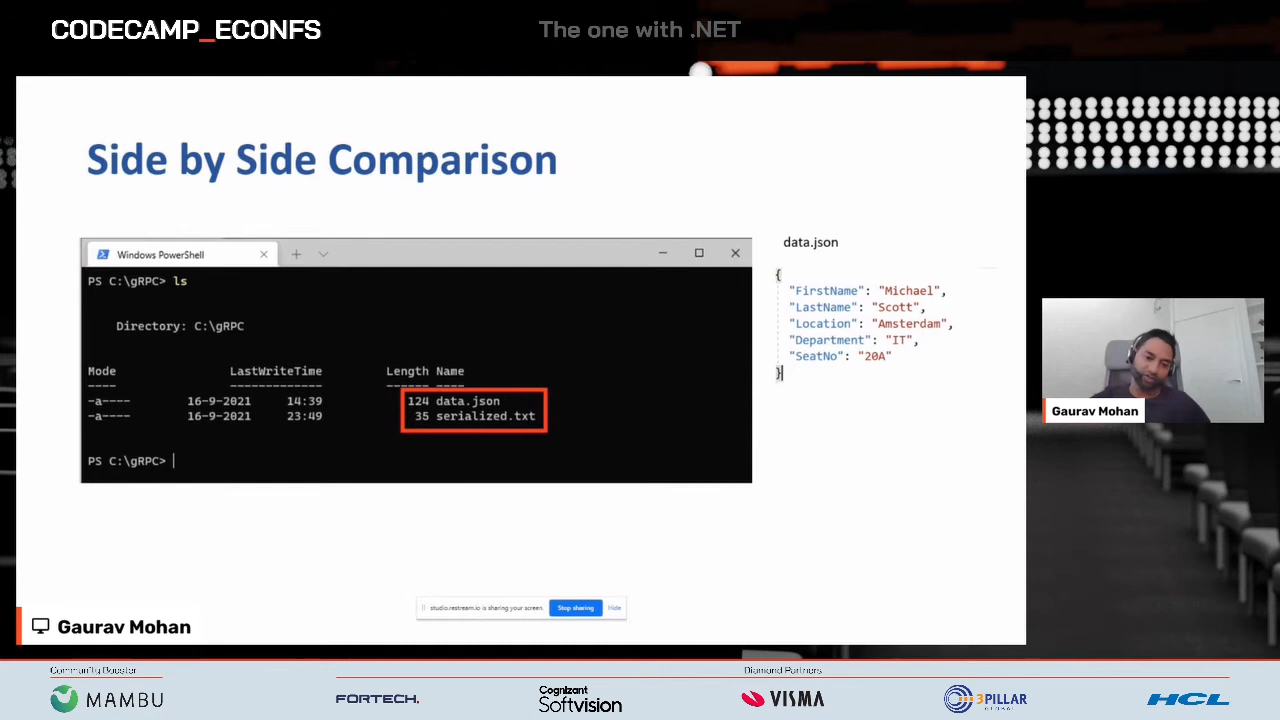 CODECAMP_ECONFS
The one with .NET
Side by Side Comparison
Windows PowerShell
PS C:\gRPC> ls
Directory: C:\gRPC
Mode LastWriteTime Length Name
---- ------------- ------ ----
-a---- 16-9-2021 14:39 124 data.json
-a---- 16-9-2021 23:49 35 serialized.txt
PS C:\gRPC>
data.json
{
"FirstName": "Michael",
"LastName": "Scott",
"Location": "Amsterdam",
"Department": "IT",
"SeatNo": "20A"
}
Gaurav Mohan
studio.restream.io is sharing your screen.
Stop sharing
Hide
Gaurav Mohan
Community Booster
Diamond Partners
MAMBU
FORTECH.
Cognizant
Softvision
VISMA
3PILLAR
GLOBAL
HCL